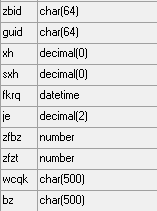 zbid char(64)
guid char(64)
xh decimal(0)
sxh decimal(0)
fkrq datetime
je decimal(2)
zfbz number
zfzt number
wcqk char(500)
bz char(500)